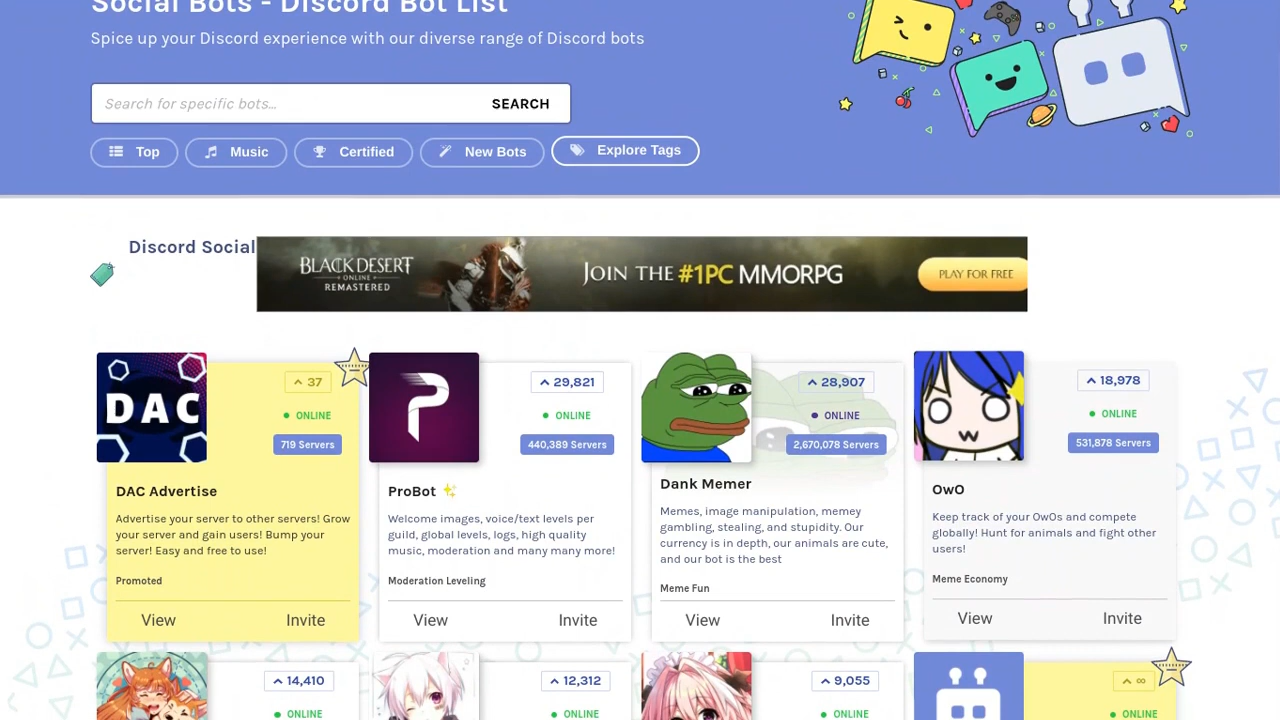 Social Bots - Discord Bot List
Spice up your Discord experience with our diverse range of Discord bots
Search for specific bots...
SEARCH
Top
Music
Certified
New Bots
Explore Tags
Discord Social
BLACK DESERT
ONLINE
REMASTERED
JOIN THE #1PC MMORPG
PLAY FOR FREE
DAC
37
ONLINE
719 Servers
DAC Advertise
Advertise your server to other servers! Grow
your server and gain users! Bump your
server! Easy and free to use!
Promoted
View
Invite
29,821
ONLINE
440,389 Servers
ProBot ✨
Welcome images, voice/text levels per
guild, global levels, logs, high quality
music, moderation and many many more!
Moderation Leveling
View
Invite
28,907
ONLINE
2,670,078 Servers
Dank Memer
Memes, image manipulation, memey
gambling, stealing, and stupidity. Our
currency is in depth, our animals are cute,
and our bot is the best
Meme Fun
View
Invite
18,978
ONLINE
531,878 Servers
OwO
Keep track of your OwOs and compete
globally! Hunt for animals and fight other
users!
Meme Economy
View
Invite
14,410
ONLINE
12,312
ONLINE
9,055
ONLINE
∞
ONLINE